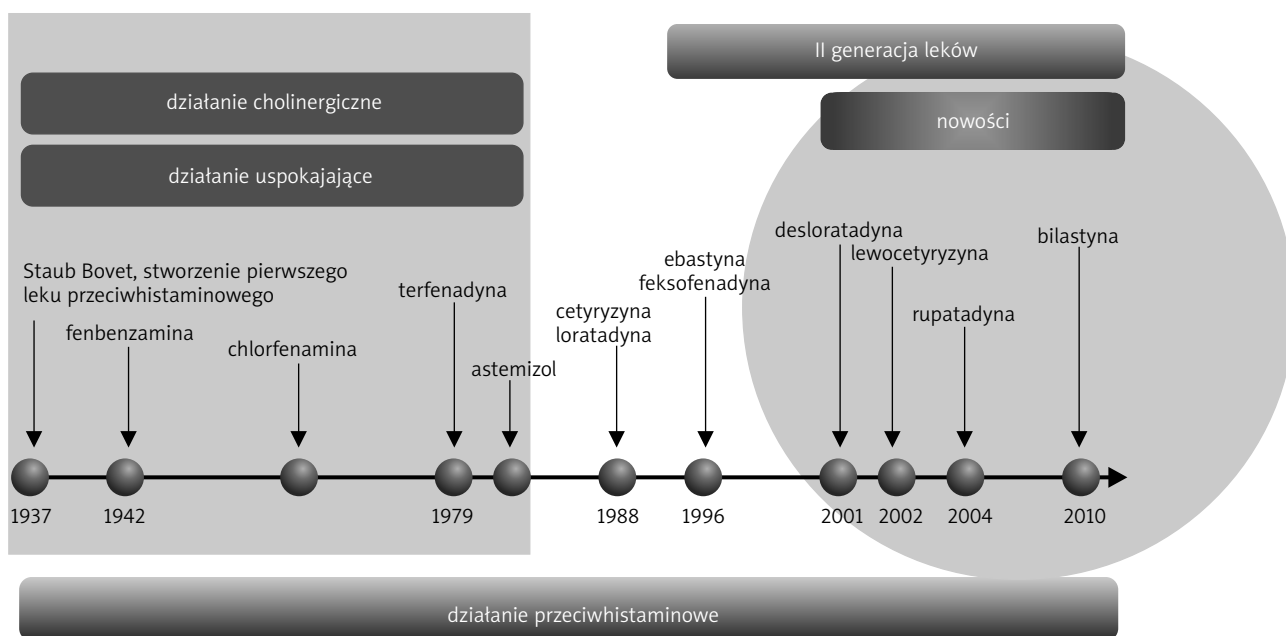 II generacja leków
działanie cholinergiczne
nowości
działanie uspokajające
desloratadyna
lewocetyryzyna
bilastyna
Staub Bovet, stworzenie pierwszego
leku przeciwhistaminowego
ebastyna
feksofenadyna
terfenadyna
cetyryzyna
loratadyna
rupatadyna
fenbenzamina
chlorfenamina
astemizol
1937 1942 1979 1988 1996 2001 2002 2004 2010
działanie przeciwhistaminowe